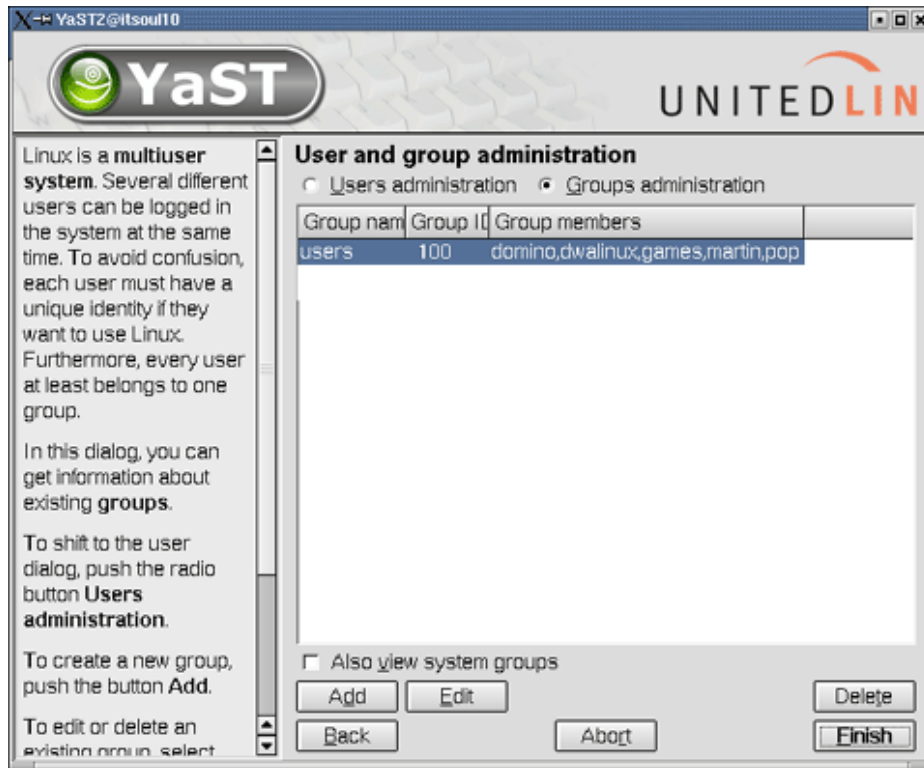 YaST2@itsoul10
YaST
UNITEDLIN
Linux is a multiuser
system. Several different
users can be logged in
the system at the same
time. To avoid confusion,
each user must have a
unique identity if they
want to use Linux.
Furthermore, every user
at least belongs to one
group.
In this dialog, you can
get information about
existing groups.
To shift to the user
dialog, push the radio
button Users
administration.
To create a new group,
push the button Add.
To edit or delete an
existing group, select
User and group administration
Users administration Groups administration
Group nam Group ID Group members
users 100 domino,dwalinux,games,martin,pop
Also view system groups
Add Edit Delete
Back Abort Finish